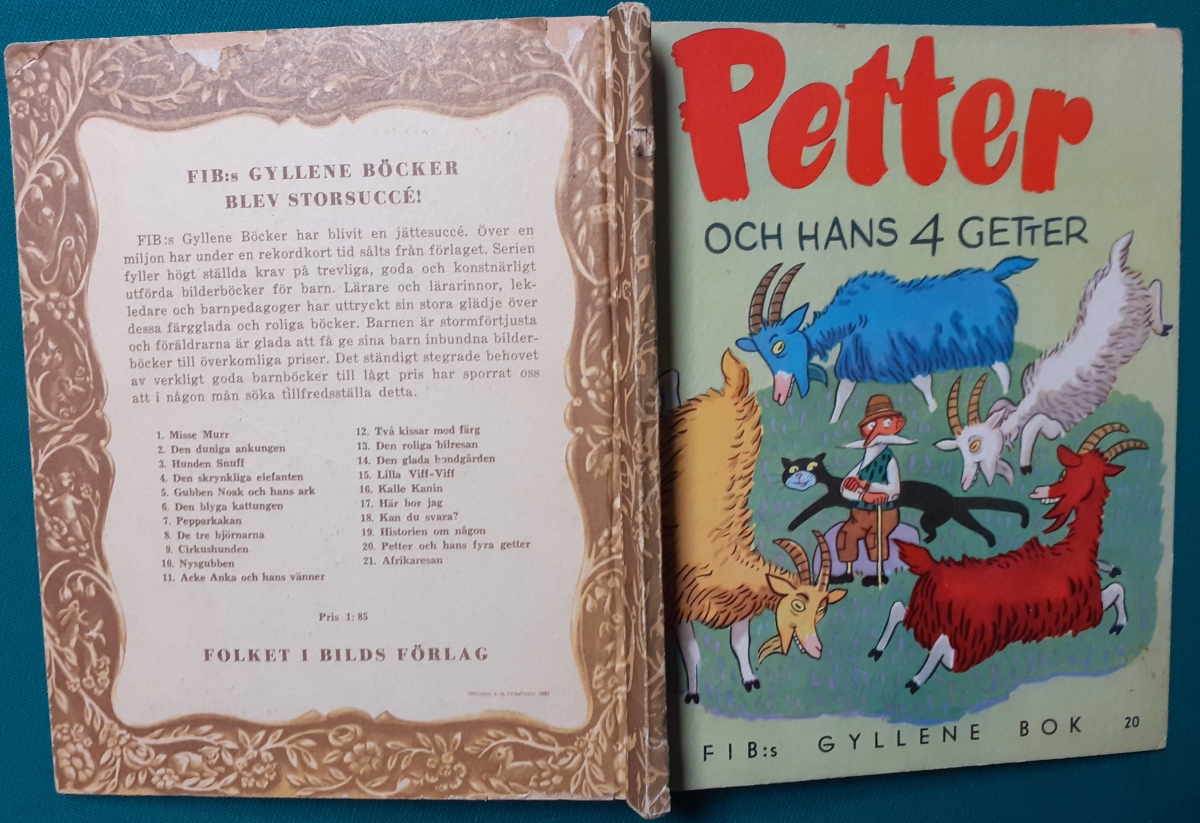 FIB:s GYLLENE BÖCKER
BLEV STORSUCCÉ!
FIB:s Gyllene Böcker har blivit en jättesuccé. Över en
miljon har under en rekordkort tid sålts från förlaget. Serien
fyller högt ställda krav på trevliga, goda och konstnärligt
utförda bilderböcker för barn. Lärare och lärarinnor, lek-
ledare och barnpedagoger har uttryckt sin stora glädje över
dessa färgglada och roliga böcker. Barnen är stormförtjusta
och föräldrarna är glada att få ge sina barn inbundna bilder-
böcker till överkomliga priser. Det ständigt stegrade behovet
av verkligt goda barnböcker till lågt pris har sporrat oss
att i någon mån söka tillfredsställa detta.
1. Misse Murr
2. Den duniga ankungen
3. Hunden Snuff
4. Den skrynkliga elefanten
5. Gubben Noak och hans ark
6. Den blyga kattungen
7. Pepparkakan
8. De tre björnarna
9. Cirkushunden
10. Nysgubben
11. Acke Anka och hans vänner
12. Två kissar med färg
13. Den roliga bilresan
14. Den glada bondgården
15. Lilla Viff-Viff
16. Kalle Kanin
17. Här bor jag
18. Kan du svara?
19. Historien om någon
20. Petter och hans fyra getter
21. Afrikaresan
Pris 1:85
FOLKET I BILDS FÖRLAG
Petter
OCH HANS 4 GETTER
FIB:s GYLLENE BOK 20